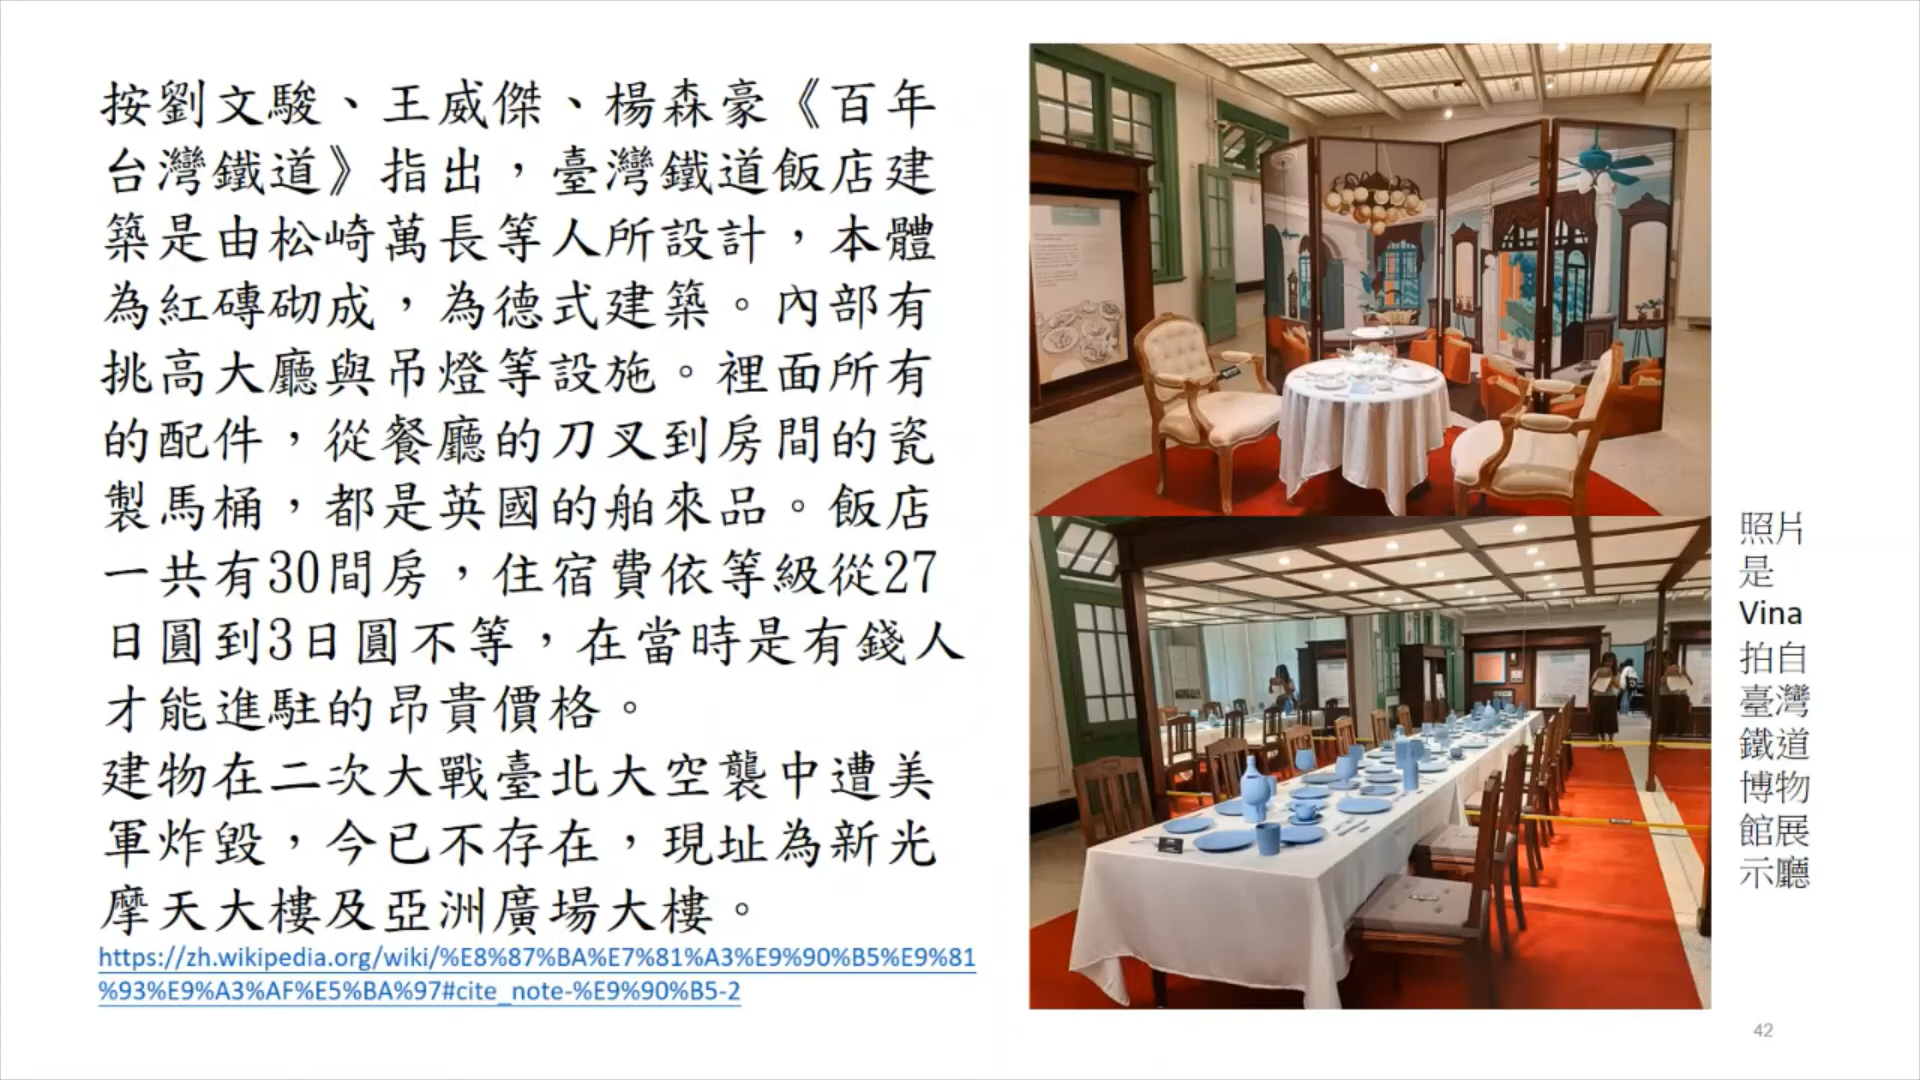 按劉文駿、王威傑、楊森豪《百年
台灣鐵道》指出，臺灣鐵道飯店建
築是由松崎萬長等人所設計，本體
為紅磚砌成，為德式建築。內部有
挑高大廳與吊燈等設施。裡面所有
的配件，從餐廳的刀叉到房間的瓷
製馬桶，都是英國的舶來品。飯店
一共有30間房，住宿費依等級從27
日圓到3日圓不等，在當時是有錢人
才能進駐的昂貴價格。
建物在二次大戰臺北大空襲中遭美
軍炸毀，今已不存在，現址為新光
摩天大樓及亞洲廣場大樓。
https://zh.wikipedia.org/wiki/%E8%87%BA%E7%81%A3%E9%90%B5%E9%81
%93%E9%A3%AF%E5%BA%97#cite_note-%E9%90%B5-2
照片
是
Vina
拍自
臺灣
鐵道
博物
館展
示廳
42